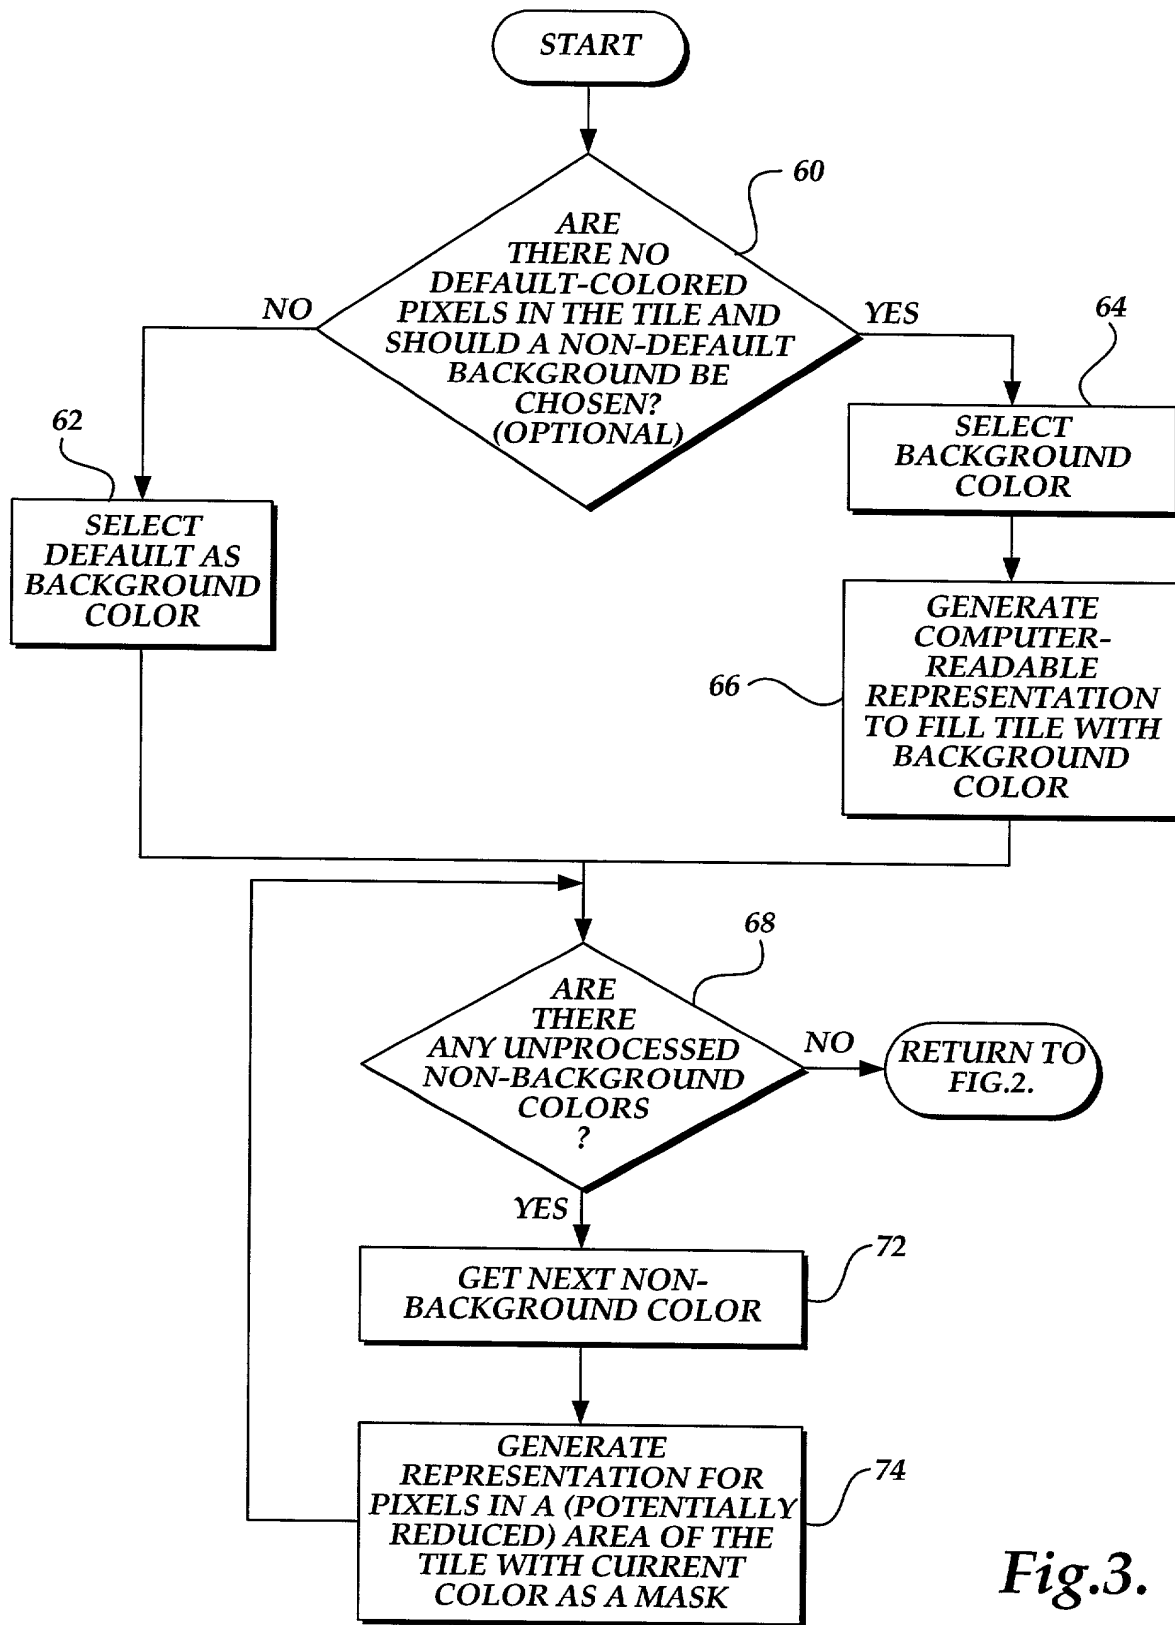 START
60
ARE
THERE NO
DEFAULT-COLORED
PIXELS IN THE TILE AND
SHOULD A NON-DEFAULT
BACKGROUND BE
CHOSEN?
(OPTIONAL)
NO
YES
62
SELECT
DEFAULT AS
BACKGROUND
COLOR
64
SELECT
BACKGROUND
COLOR
66
GENERATE
COMPUTER-
READABLE
REPRESENTATION
TO FILL TILE WITH
BACKGROUND
COLOR
68
ARE
THERE
ANY UNPROCESSED
NON-BACKGROUND
COLORS
?
NO
RETURN TO
FIG.2.
YES
72
GET NEXT NON-
BACKGROUND COLOR
74
GENERATE
REPRESENTATION FOR
PIXELS IN A (POTENTIALLY
REDUCED) AREA OF THE
TILE WITH CURRENT
COLOR AS A MASK
Fig.3.